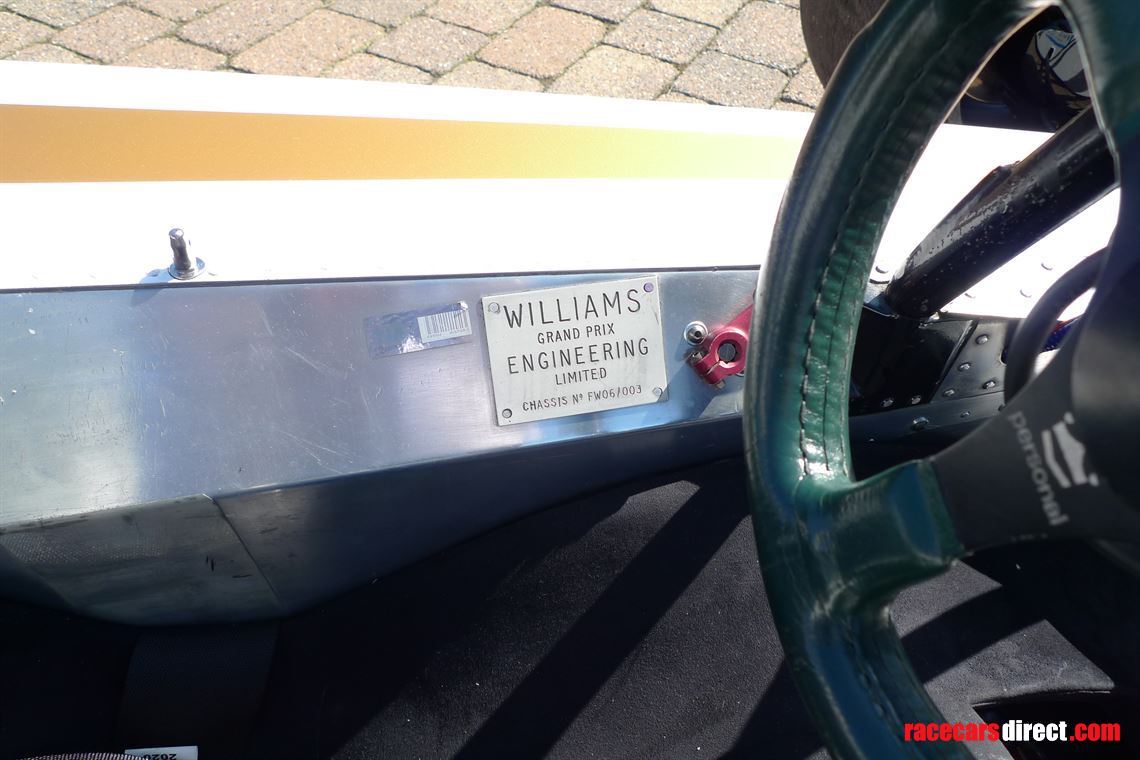 WILLIAMS
GRAND PRIX
ENGINEERING
LIMITED
CHASSIS Nº FW06/003
personal
racecarsdirect.com